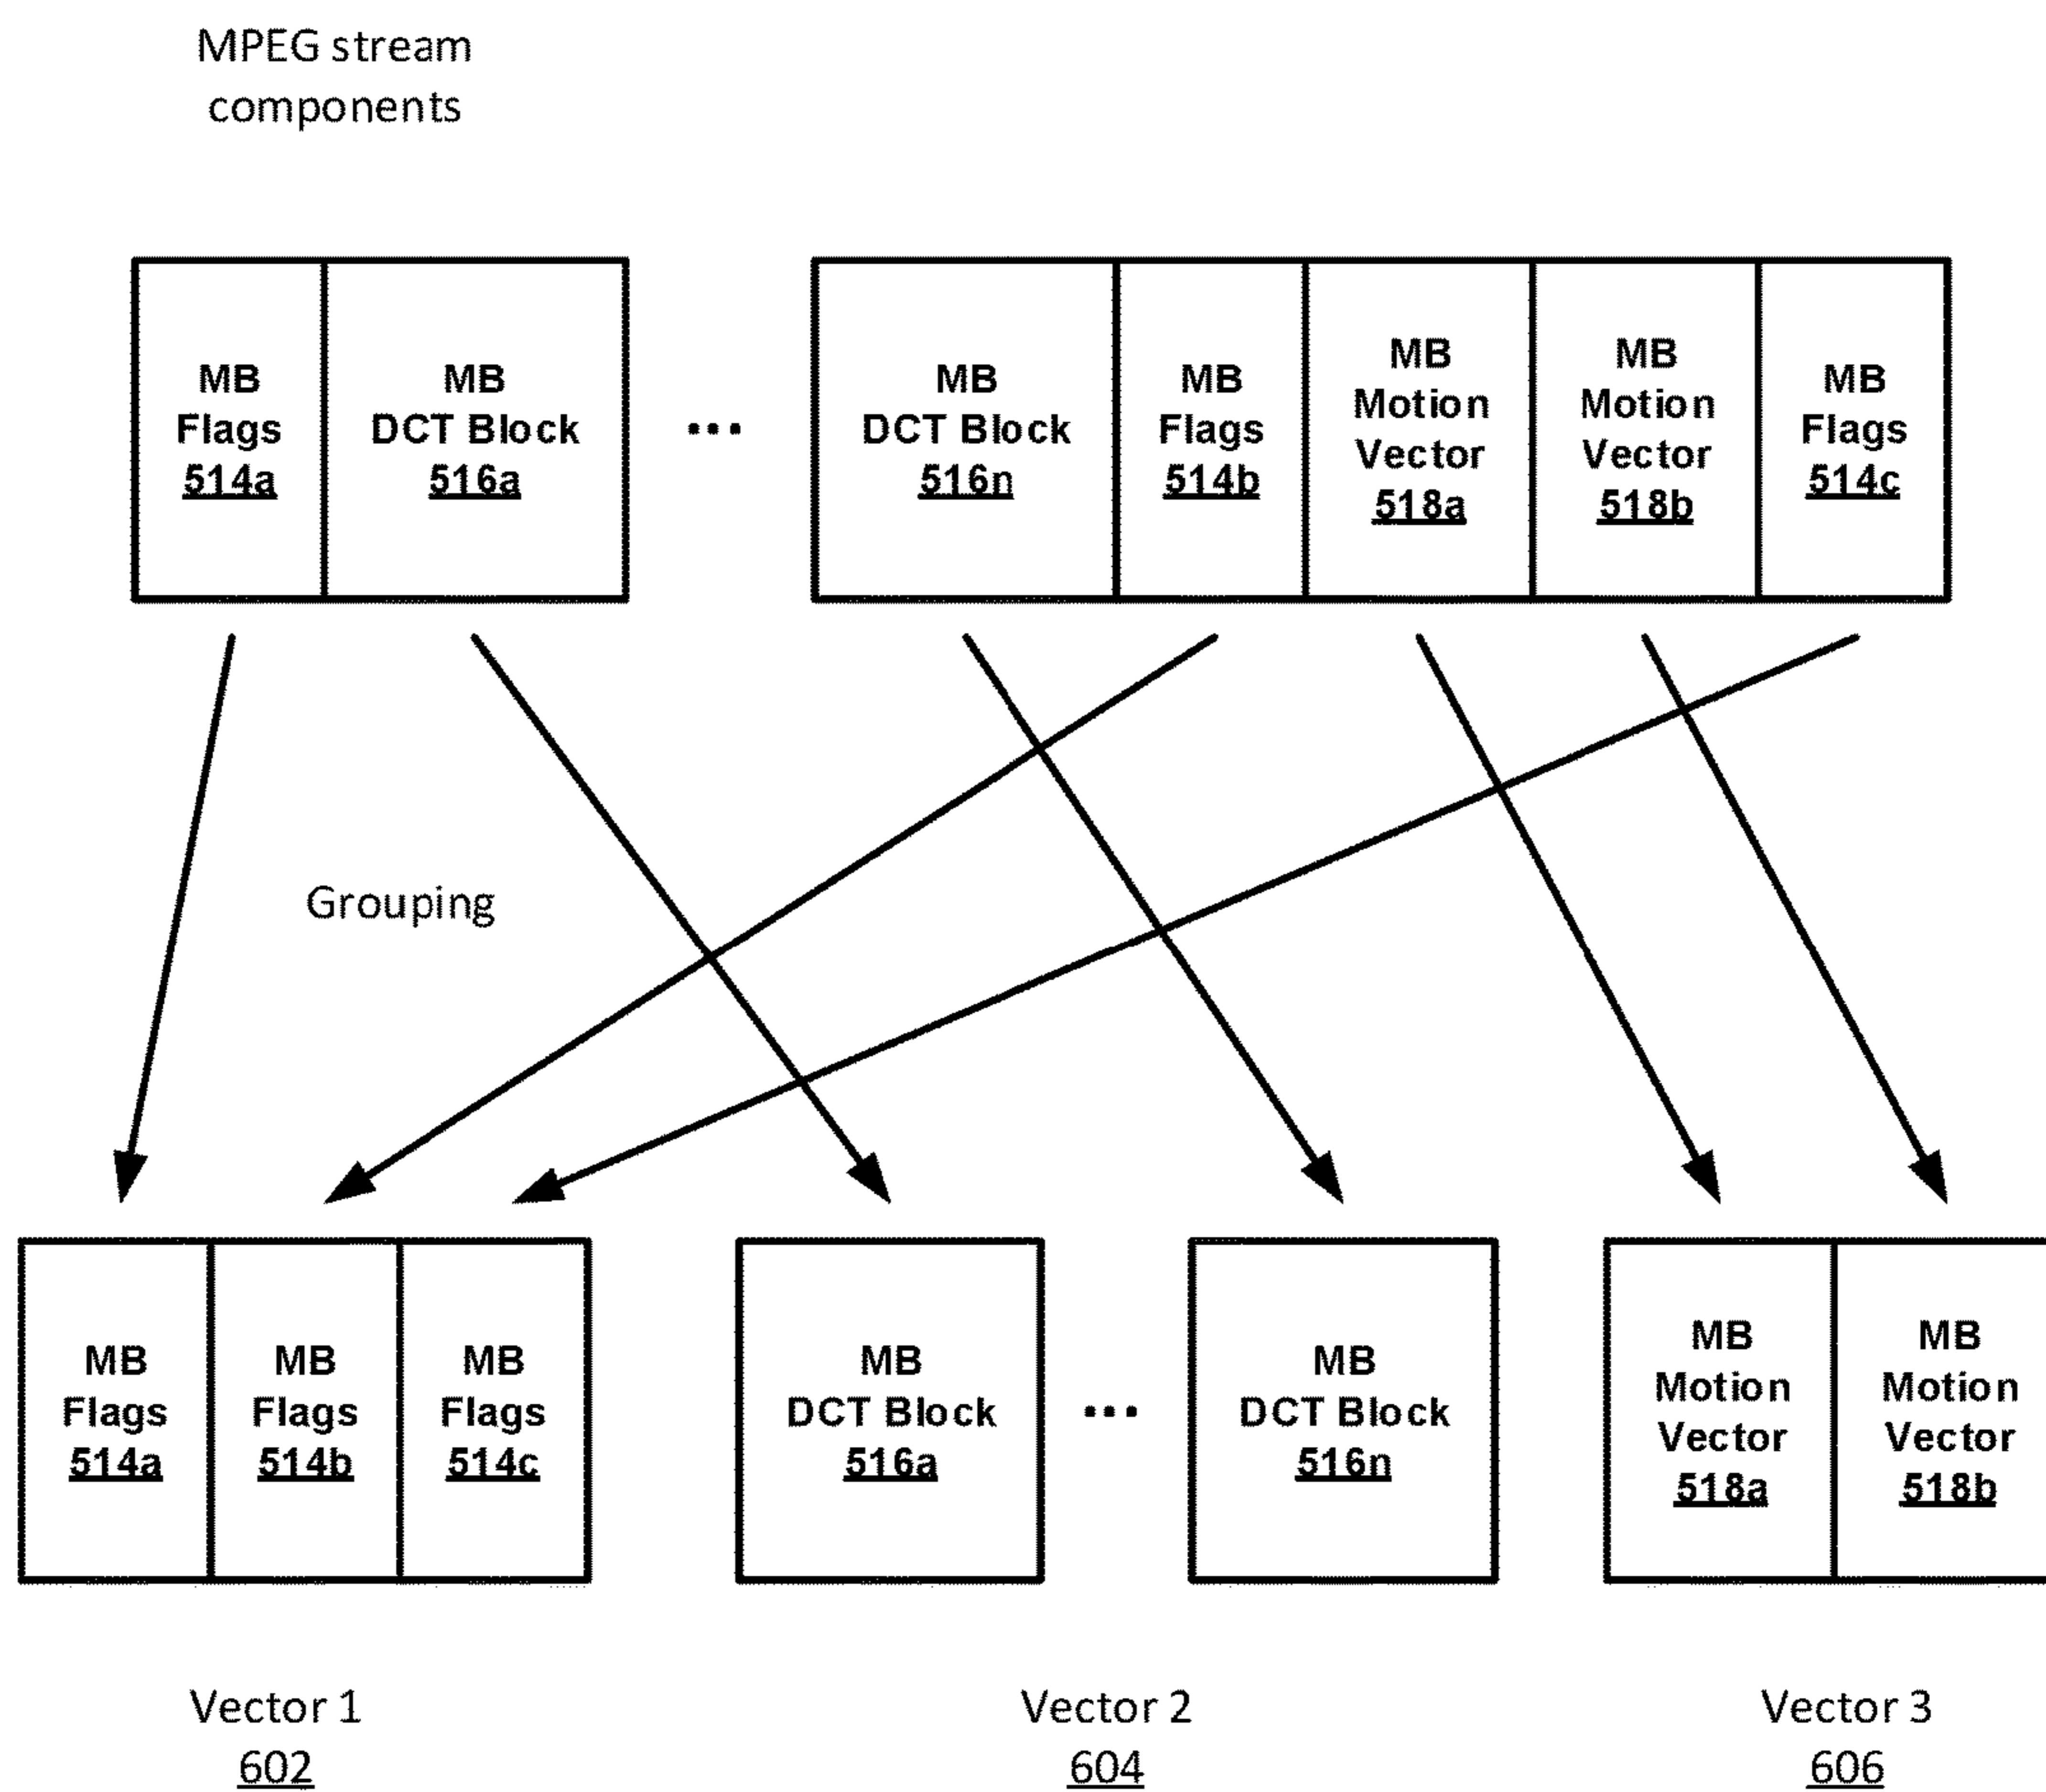 MPEG stream
components
MB
Flags
514a
MB
DCT Block
516a
...
MB
DCT Block
516n
MB
Flags
514b
MB
Motion
Vector
518a
MB
Motion
Vector
518b
MB
Flags
514c
Grouping
MB
Flags
514a
MB
Flags
514b
MB
Flags
514c
MB
DCT Block
516a
...
MB
DCT Block
516n
MB
Motion
Vector
518a
MB
Motion
Vector
518b
Vector 1
602
Vector 2
604
Vector 3
606